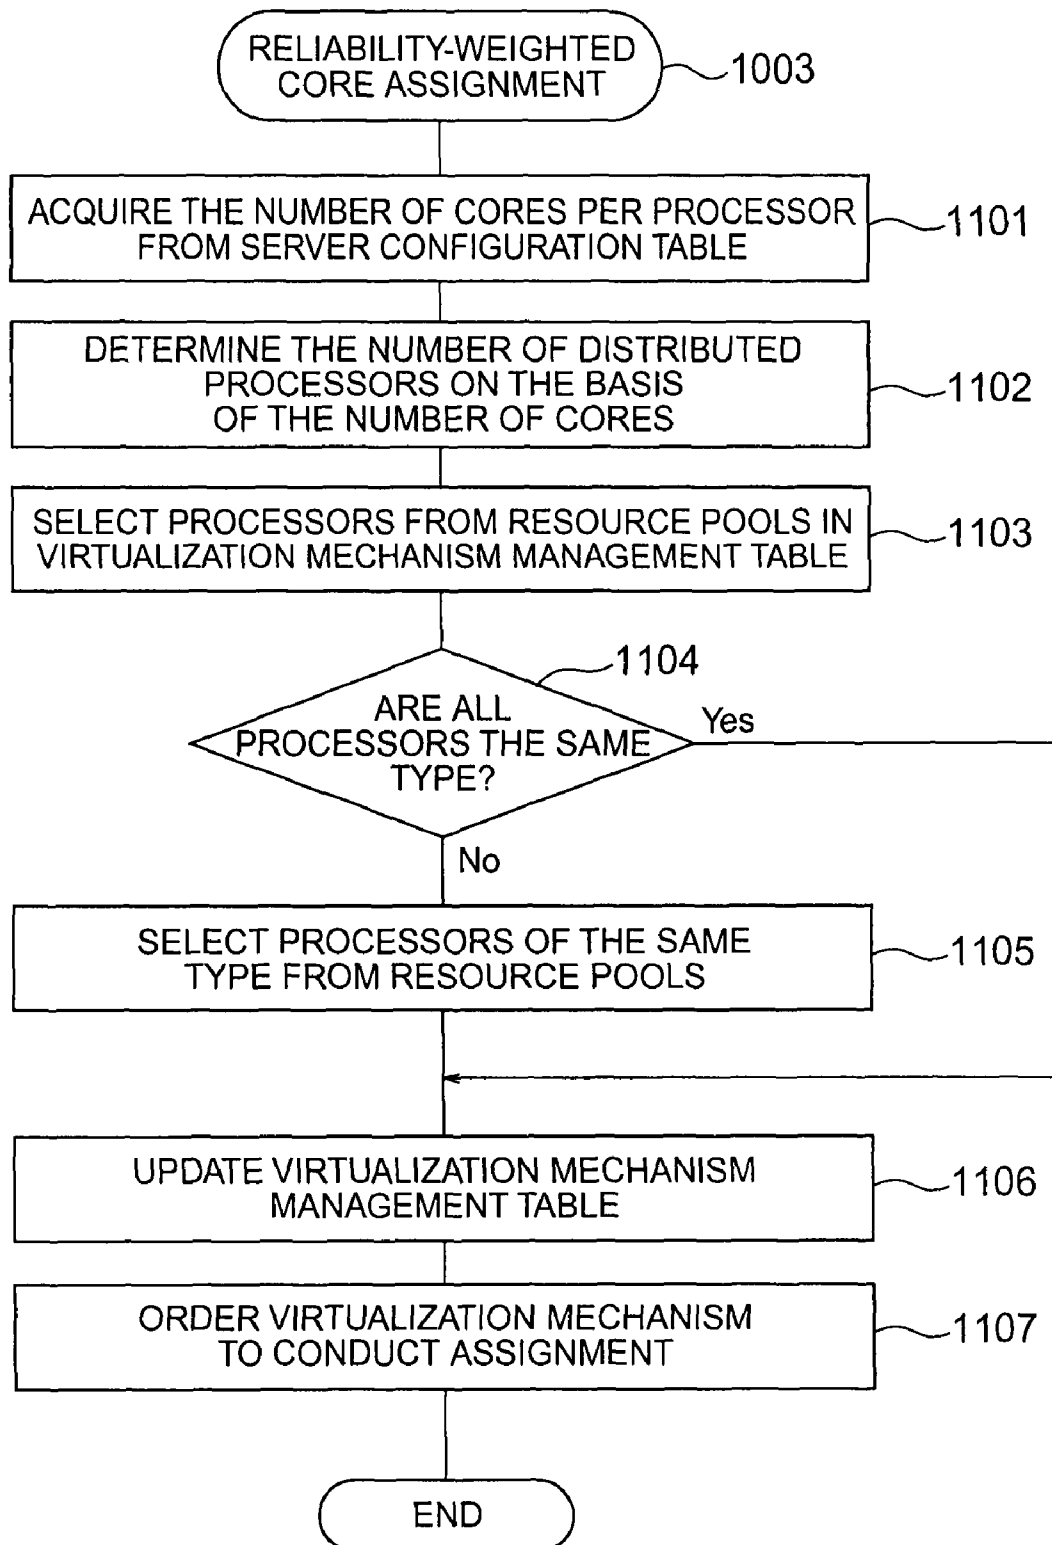 RELIABILITY-WEIGHTED
CORE ASSIGNMENT
1003
ACQUIRE THE NUMBER OF CORES PER PROCESSOR
FROM SERVER CONFIGURATION TABLE
1101
DETERMINE THE NUMBER OF DISTRIBUTED
PROCESSORS ON THE BASIS
OF THE NUMBER OF CORES
1102
SELECT PROCESSORS FROM RESOURCE POOLS IN
VIRTUALIZATION MECHANISM MANAGEMENT TABLE
1103
1104
ARE ALL
PROCESSORS THE SAME
TYPE?
Yes
No
SELECT PROCESSORS OF THE SAME
TYPE FROM RESOURCE POOLS
1105
UPDATE VIRTUALIZATION MECHANISM
MANAGEMENT TABLE
1106
ORDER VIRTUALIZATION MECHANISM
TO CONDUCT ASSIGNMENT
1107
END